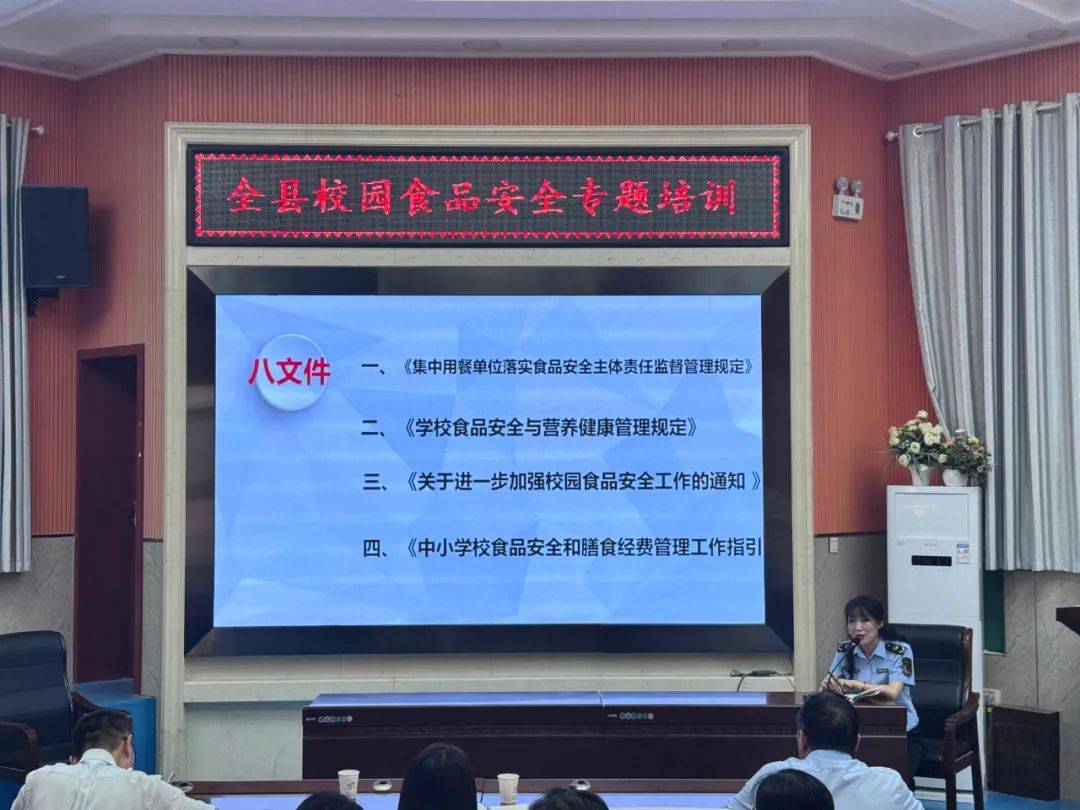 全县校园食品安全专题培训
八文件
一、《集中用餐单位落实食品安全主体责任监督管理规定》
二、《学校食品安全与营养健康管理规定》
三、《关于进一步加强校园食品安全工作的通知 》
四、《中小学校食品安全和膳食经费管理工作指引